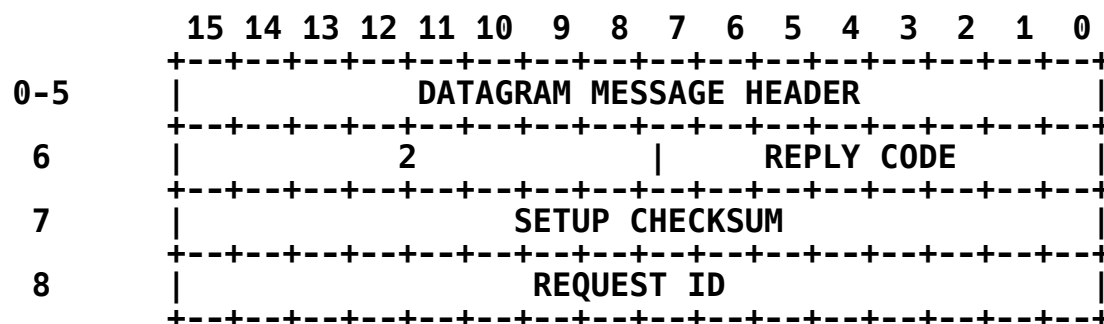 15 14 13 12 11 10 9 8 7 6 5 4 3 2 1 0
+--+--+--+--+--+--+--+--+--+--+--+--+--+--+--+--+
0-5 | DATAGRAM MESSAGE HEADER |
+--+--+--+--+--+--+--+--+--+--+--+--+--+--+--+--+
6 | 2 | REPLY CODE |
+--+--+--+--+--+--+--+--+--+--+--+--+--+--+--+--+
7 | SETUP CHECKSUM |
+--+--+--+--+--+--+--+--+--+--+--+--+--+--+--+--+
8 | REQUEST ID |
+--+--+--+--+--+--+--+--+--+--+--+--+--+--+--+--+